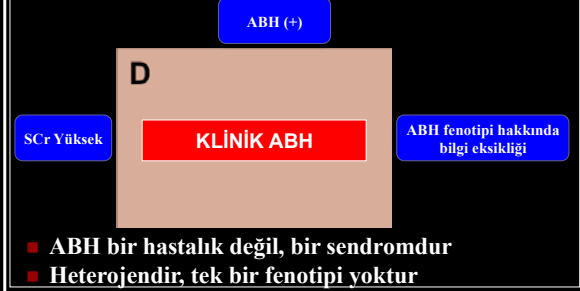 ABH (+)
D
SCr Yüksek
KLİNİK ABH
ABH fenotipi hakkında
bilgi eksikliği
ABH bir hastalık değil, bir sendromdur
Heterojendir, tek bir fenotipi yoktur